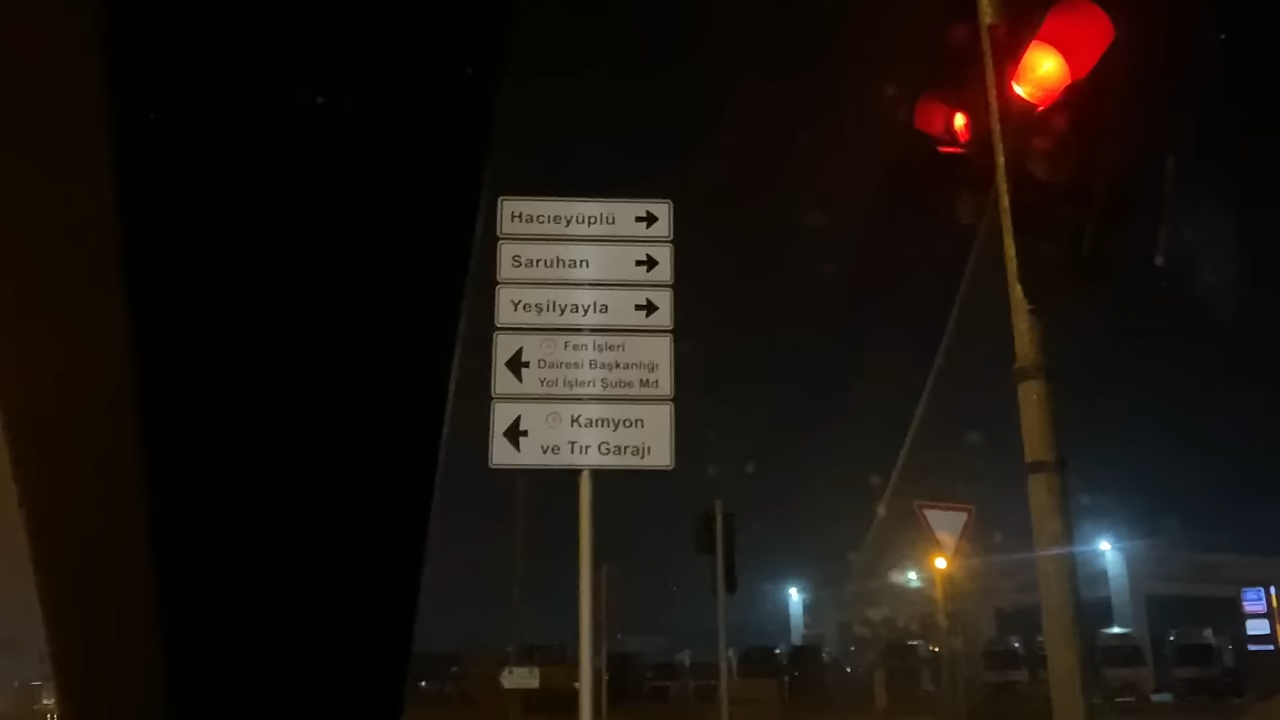 Hacıeyüplü
Saruhan
Yeşilyayla
Fen İşleri
Dairesi Başkanlığı
Yol İşleri Şube Md.
Kamyon
ve Tır Garajı